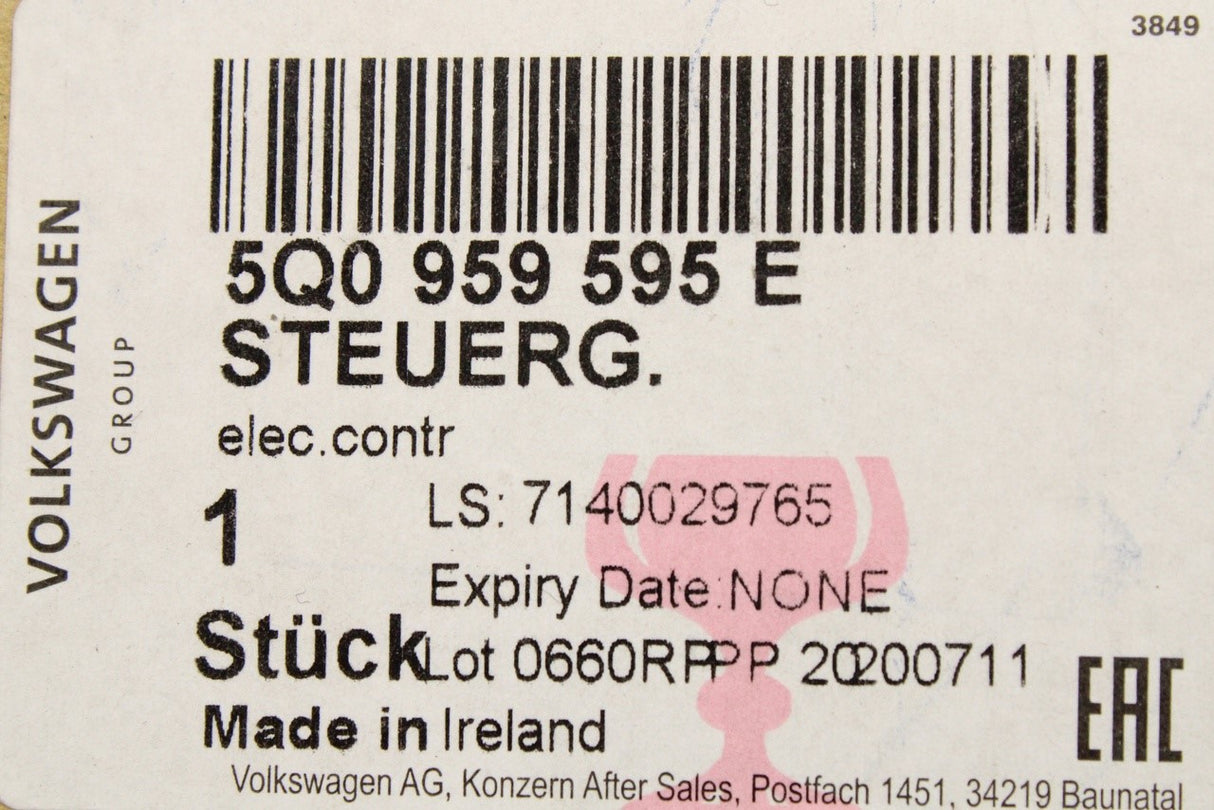 3849
VOLKSWAGEN
GROUP
5Q0 959 595 E
STEUERG.
elec.contr
1
LS: 7140029765
Expiry Date:NONE
Stück
Lot 0660RPPP 20200711
Made in Ireland
EAC
Volkswagen AG, Konzern After Sales, Postfach 1451, 34219 Baunatal